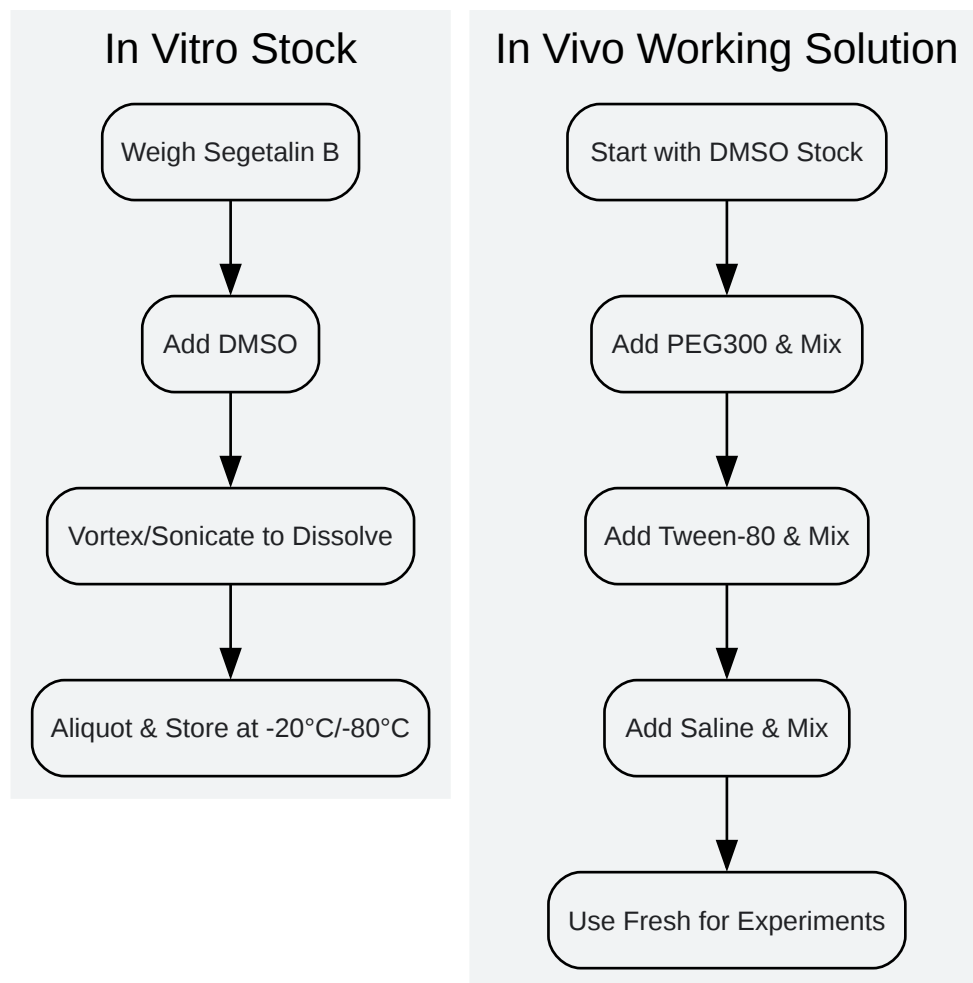 In Vitro Stock
Weigh Segetalin B
Add DMSO
Vortex/Sonicate to Dissolve
Aliquot & Store at -20°C/-80°C
In Vivo Working Solution
Start with DMSO Stock
Add PEG300 & Mix
Add Tween-80 & Mix
Add Saline & Mix
Use Fresh for Experiments